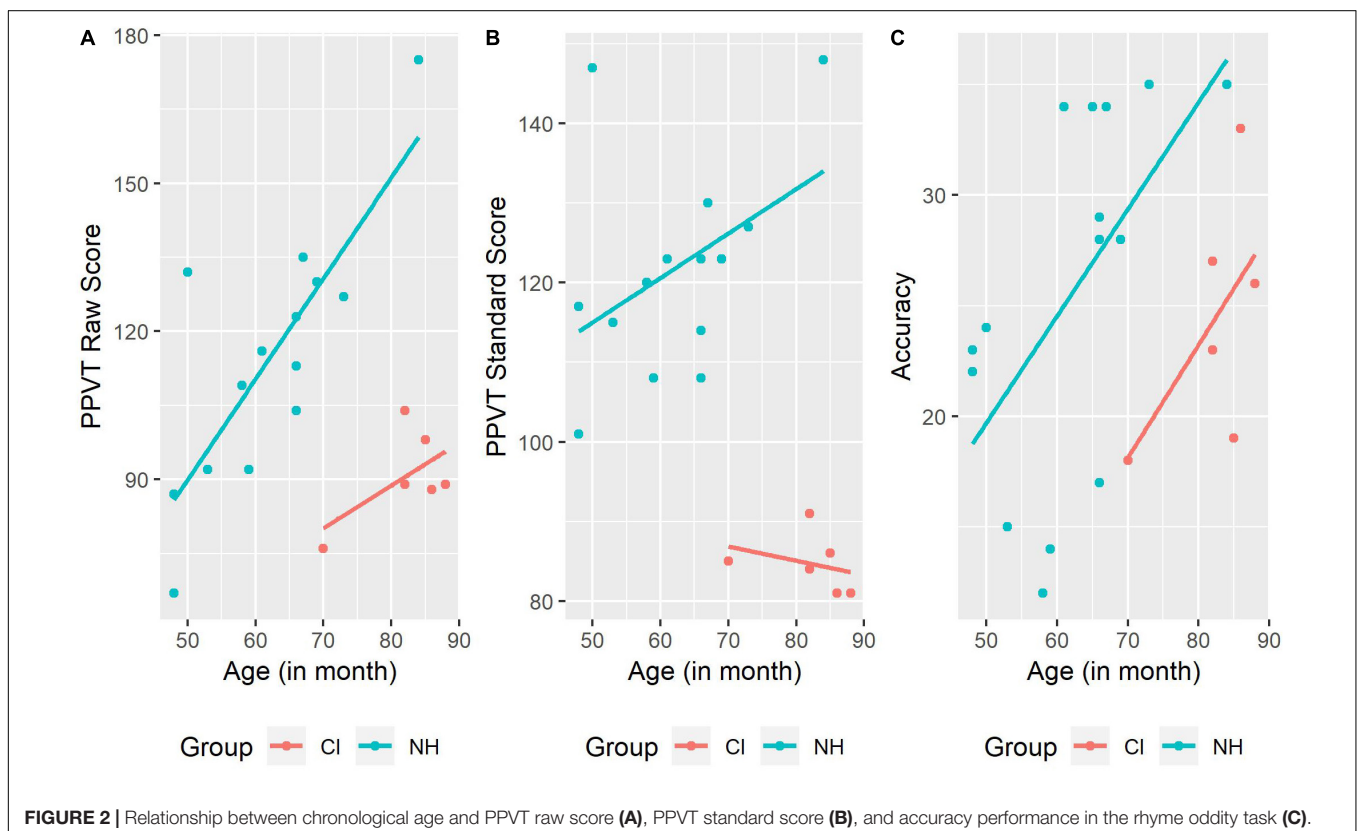 A
B
C
180
150
120
90
PPVT Raw Score
50 60 70 80 90
Age (in month)
140
120
100
80
PPVT Standard Score
50 60 70 80 90
Age (in month)
30
20
Accuracy
50 60 70 80 90
Age (in month)
Group CI NH
Group CI NH
Group CI NH
FIGURE 2 | Relationship between chronological age and PPVT raw score (A), PPVT standard score (B), and accuracy performance in the rhyme oddity task (C).